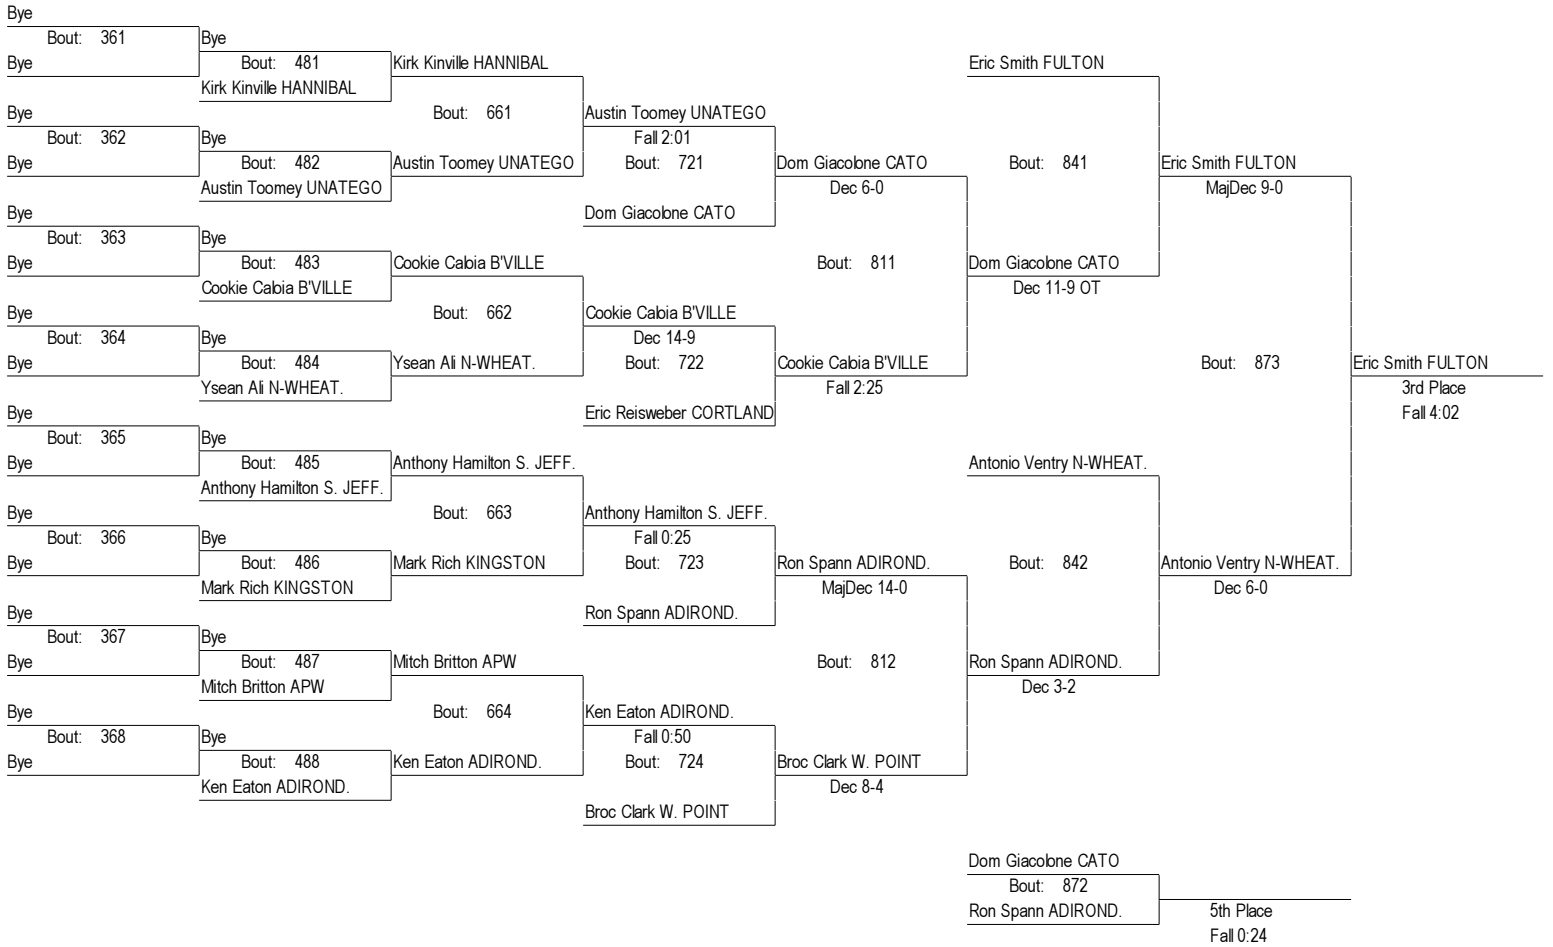 Bye
Bout: 361 Bye
Bye Bout: 481 Kirk Kinville HANNIBAL Eric Smith FULTON
Kirk Kinville HANNIBAL
Bye Bout: 661 Austin Toomey UNATEGO
Bout: 362 Bye Fall 2:01
Bye Bout: 482 Austin Toomey UNATEGO Bout: 721 Dom Giacolone CATO Bout: 841 Eric Smith FULTON
Austin Toomey UNATEGO Dec 6-0 MajDec 9-0
Bye Dom Giacolone CATO
Bout: 363 Bye
Bye Bout: 483 Cookie Cabia B'VILLE Bout: 811 Dom Giacolone CATO
Cookie Cabia B'VILLE Dec 11-9 OT
Bye Bout: 662 Cookie Cabia B'VILLE
Bout: 364 Bye Dec 14-9
Bye Bout: 484 Ysean Ali N-WHEAT. Bout: 722 Cookie Cabia B'VILLE Bout: 873 Eric Smith FULTON
Ysean Ali N-WHEAT. Fall 2:25 3rd Place
Bye Eric Reisweber CORTLAND Fall 4:02
Bout: 365 Bye
Bye Bout: 485 Anthony Hamilton S. JEFF. Antonio Ventry N-WHEAT.
Anthony Hamilton S. JEFF.
Bye Bout: 663 Anthony Hamilton S. JEFF.
Bout: 366 Bye Fall 0:25
Bye Bout: 486 Mark Rich KINGSTON Bout: 723 Ron Spann ADIROND. Bout: 842 Antonio Ventry N-WHEAT.
Mark Rich KINGSTON MajDec 14-0 Dec 6-0
Bye Ron Spann ADIROND.
Bout: 367 Bye
Bye Bout: 487 Mitch Britton APW Bout: 812 Ron Spann ADIROND.
Mitch Britton APW Dec 3-2
Bye Bout: 664 Ken Eaton ADIROND.
Bout: 368 Bye Fall 0:50
Bye Bout: 488 Ken Eaton ADIROND. Bout: 724 Broc Clark W. POINT
Ken Eaton ADIROND. Dec 8-4
Broc Clark W. POINT
Dom Giacolone CATO
Bout: 872
Ron Spann ADIROND. 5th Place
Fall 0:24